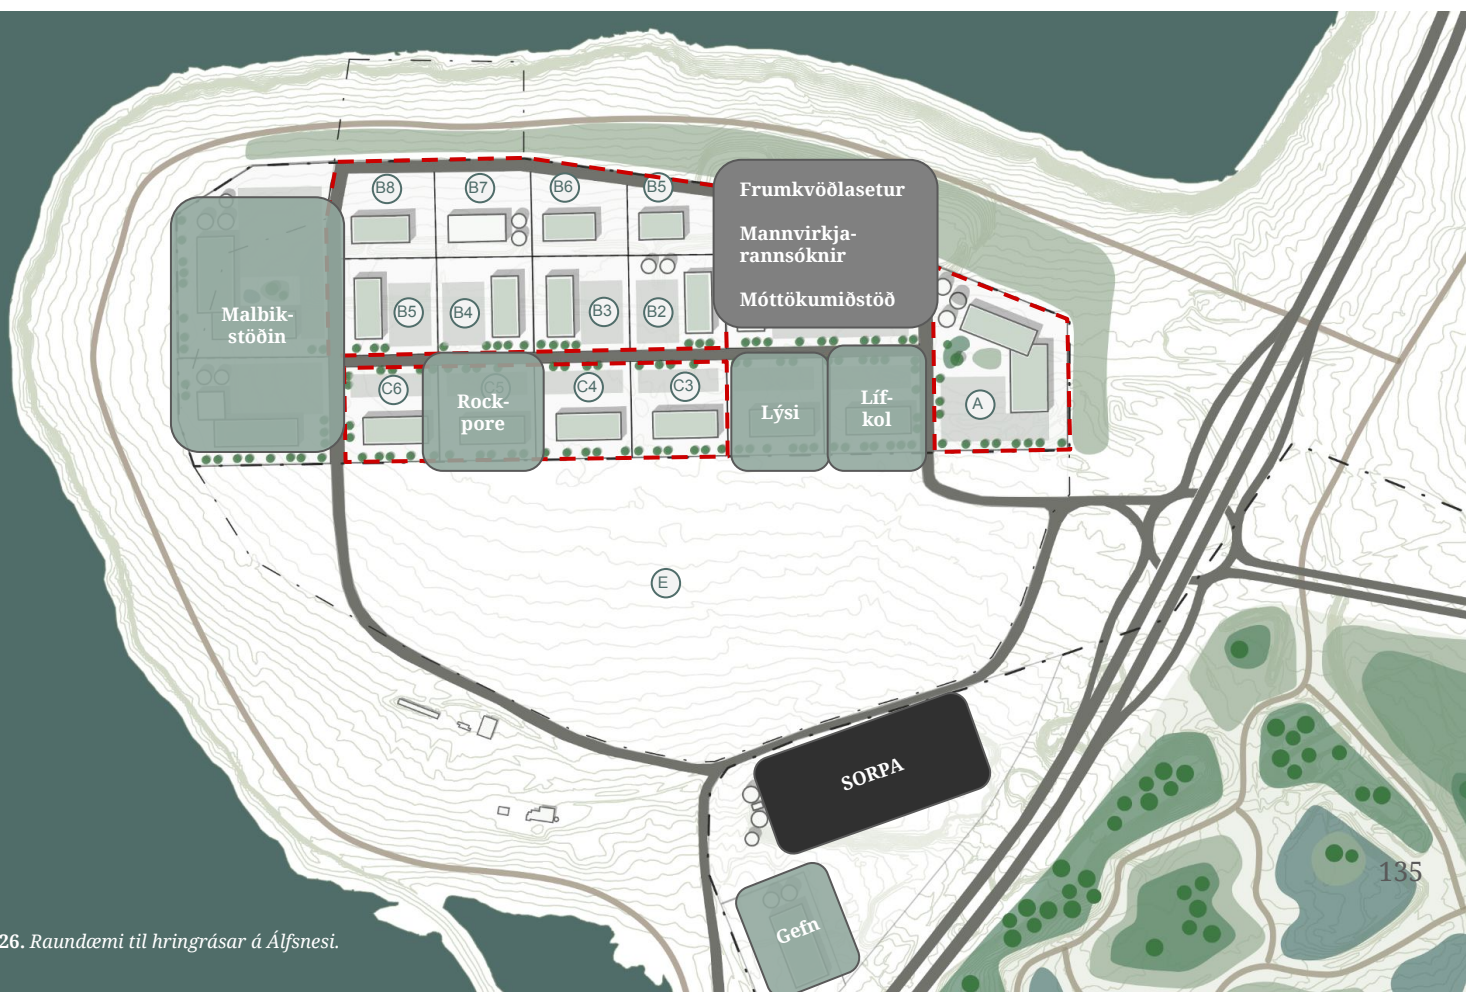 B8
B7
B6
B5
Frumkvöðlasetur
Mannvirkja-
rannsóknir
Móttökumiðstöð
Malbik-
stöðin
B5
B4
B3
B2
C6
C5
C4
C3
Rock-
pore
Lýsi
Líf-
kol
A
E
SORPA
Gefn
135
26. Raundæmi til hringrásar á Álfsnesi.